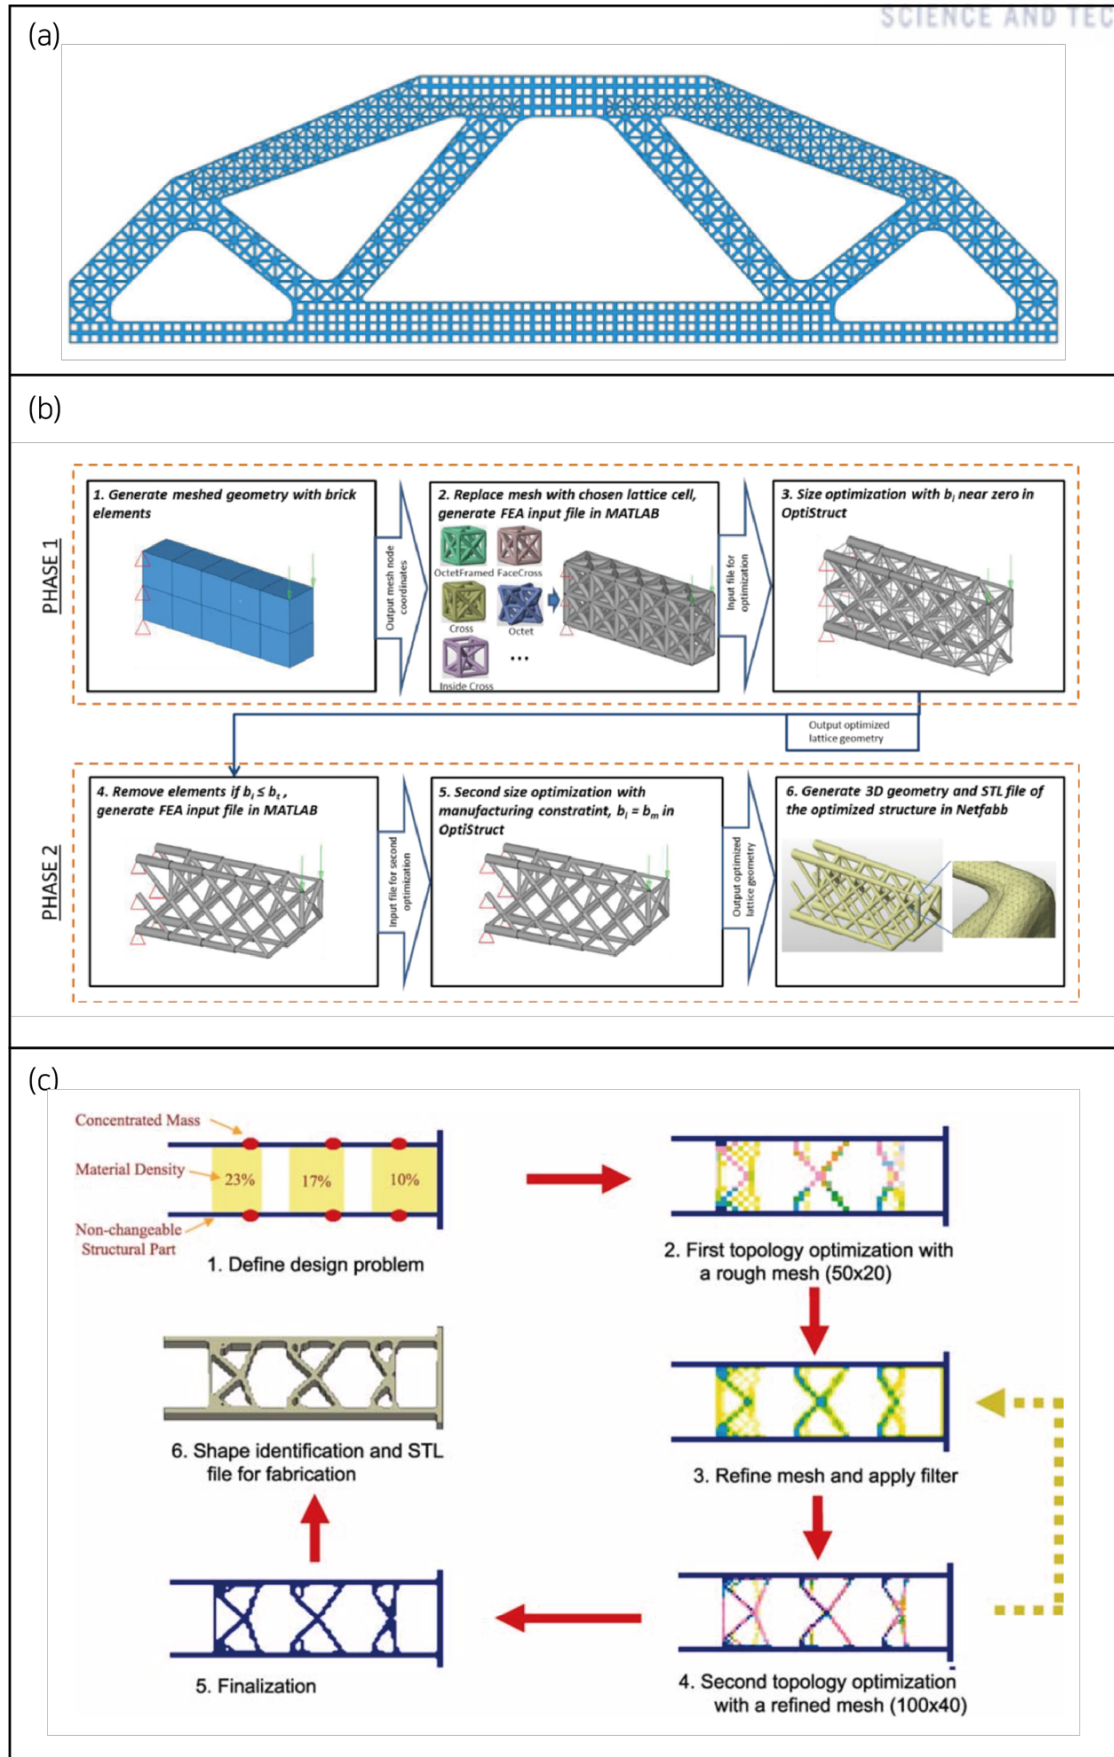 SCIENCE AND TEC
(a)
(b)
PHASE 1
1. Generate meshed geometry with brick
elements
Output mesh node
coordinates
2. Replace mesh with chosen lattice cell,
generate FEA input file in MATLAB
OctetFramed FaceCross
Cross
Octet
Inside Cross
...
Input file for
optimization
3. Size optimization with bᵢ near zero in
OptiStruct
Output optimized
lattice geometry
PHASE 2
4. Remove elements if bᵢ ≤ bₜ ,
generate FEA input file in MATLAB
Input file for second
optimization
5. Second size optimization with
manufacturing constratint, bₗ = bₘ in
OptiStruct
Output optimized
lattice geometry
6. Generate 3D geometry and STL file of
the optimized structure in Netfabb
(c)
Concentrated Mass
Material Density
23%
17%
10%
Non-changeable
Structural Part
1. Define design problem
2. First topology optimization with
a rough mesh (50x20)
3. Refine mesh and apply filter
4. Second topology optimization
with a refined mesh (100x40)
5. Finalization
6. Shape identification and STL
file for fabrication